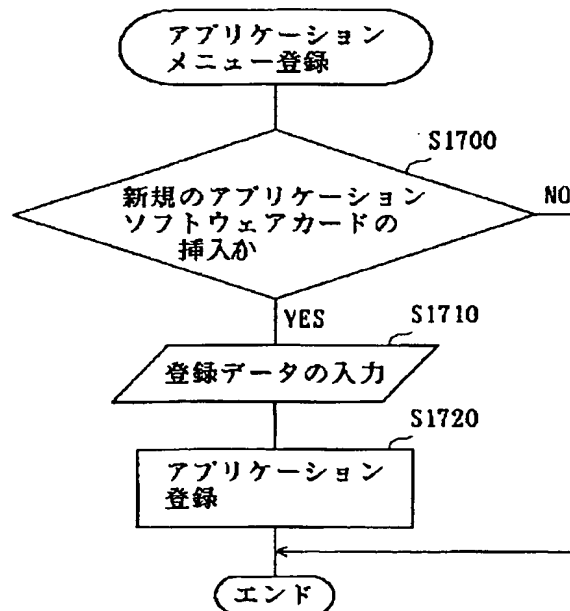 アプリケーション
メニュー登録
S1700
新規のアプリケーション
ソフトウェアカードの
挿入か
NO
YES
S1710
登録データの入力
S1720
アプリケーション
登録
エンド